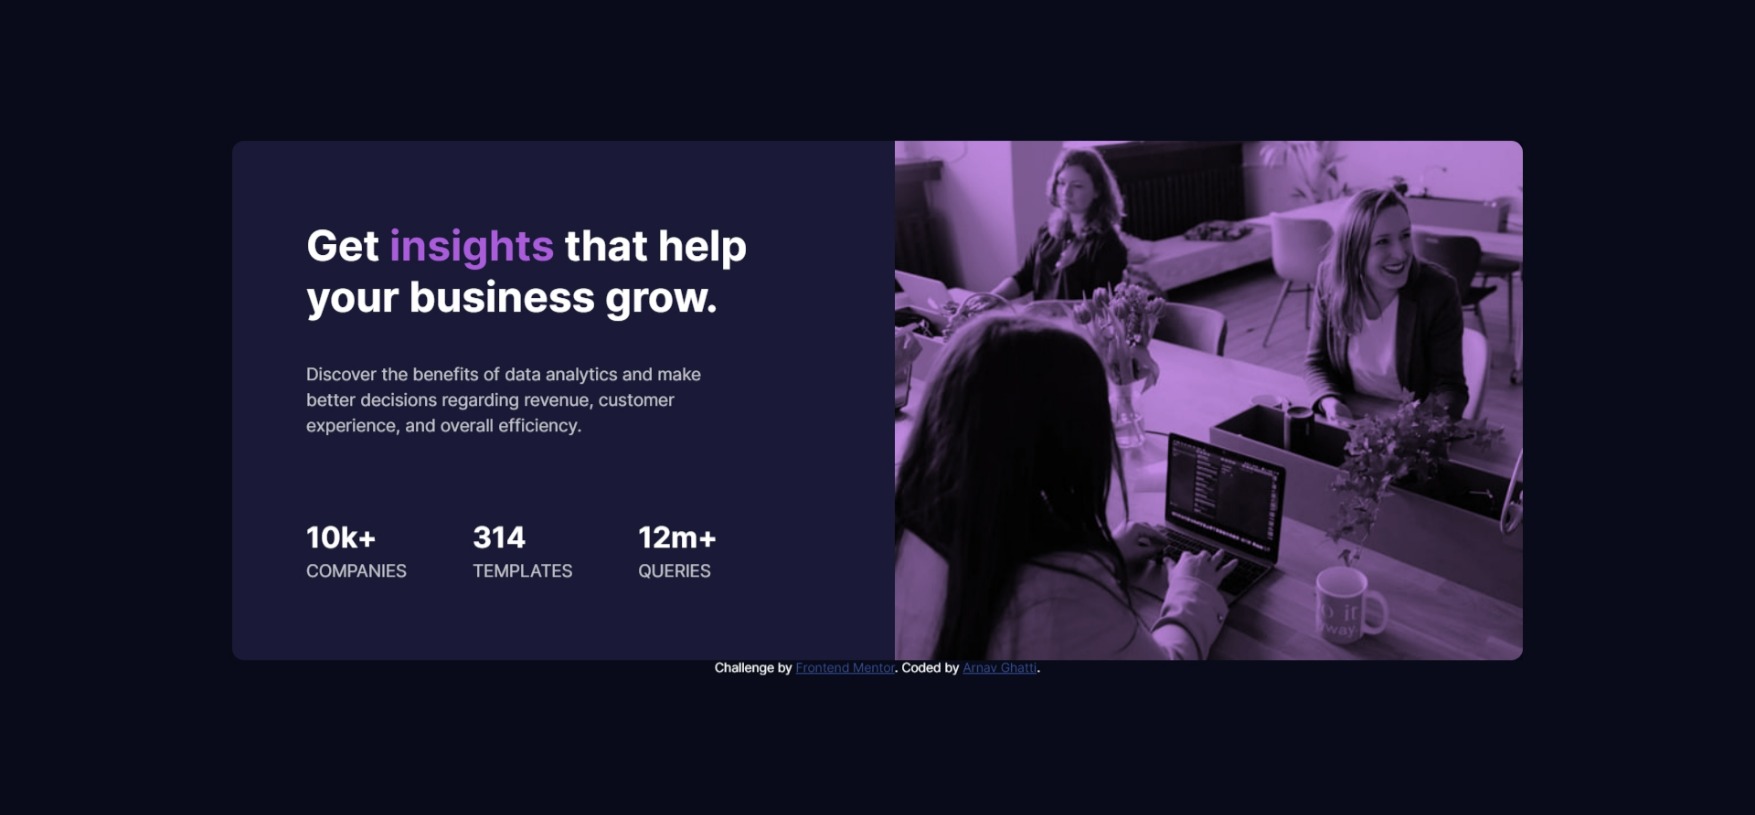 Get insights that help
your business grow.
Discover the benefits of data analytics and make
better decisions regarding revenue, customer
experience, and overall efficiency.
10k+ 314 12m+
COMPANIES TEMPLATES QUERIES
way
Challenge by Frontend Mentor. Coded by Arnav Ghatti.